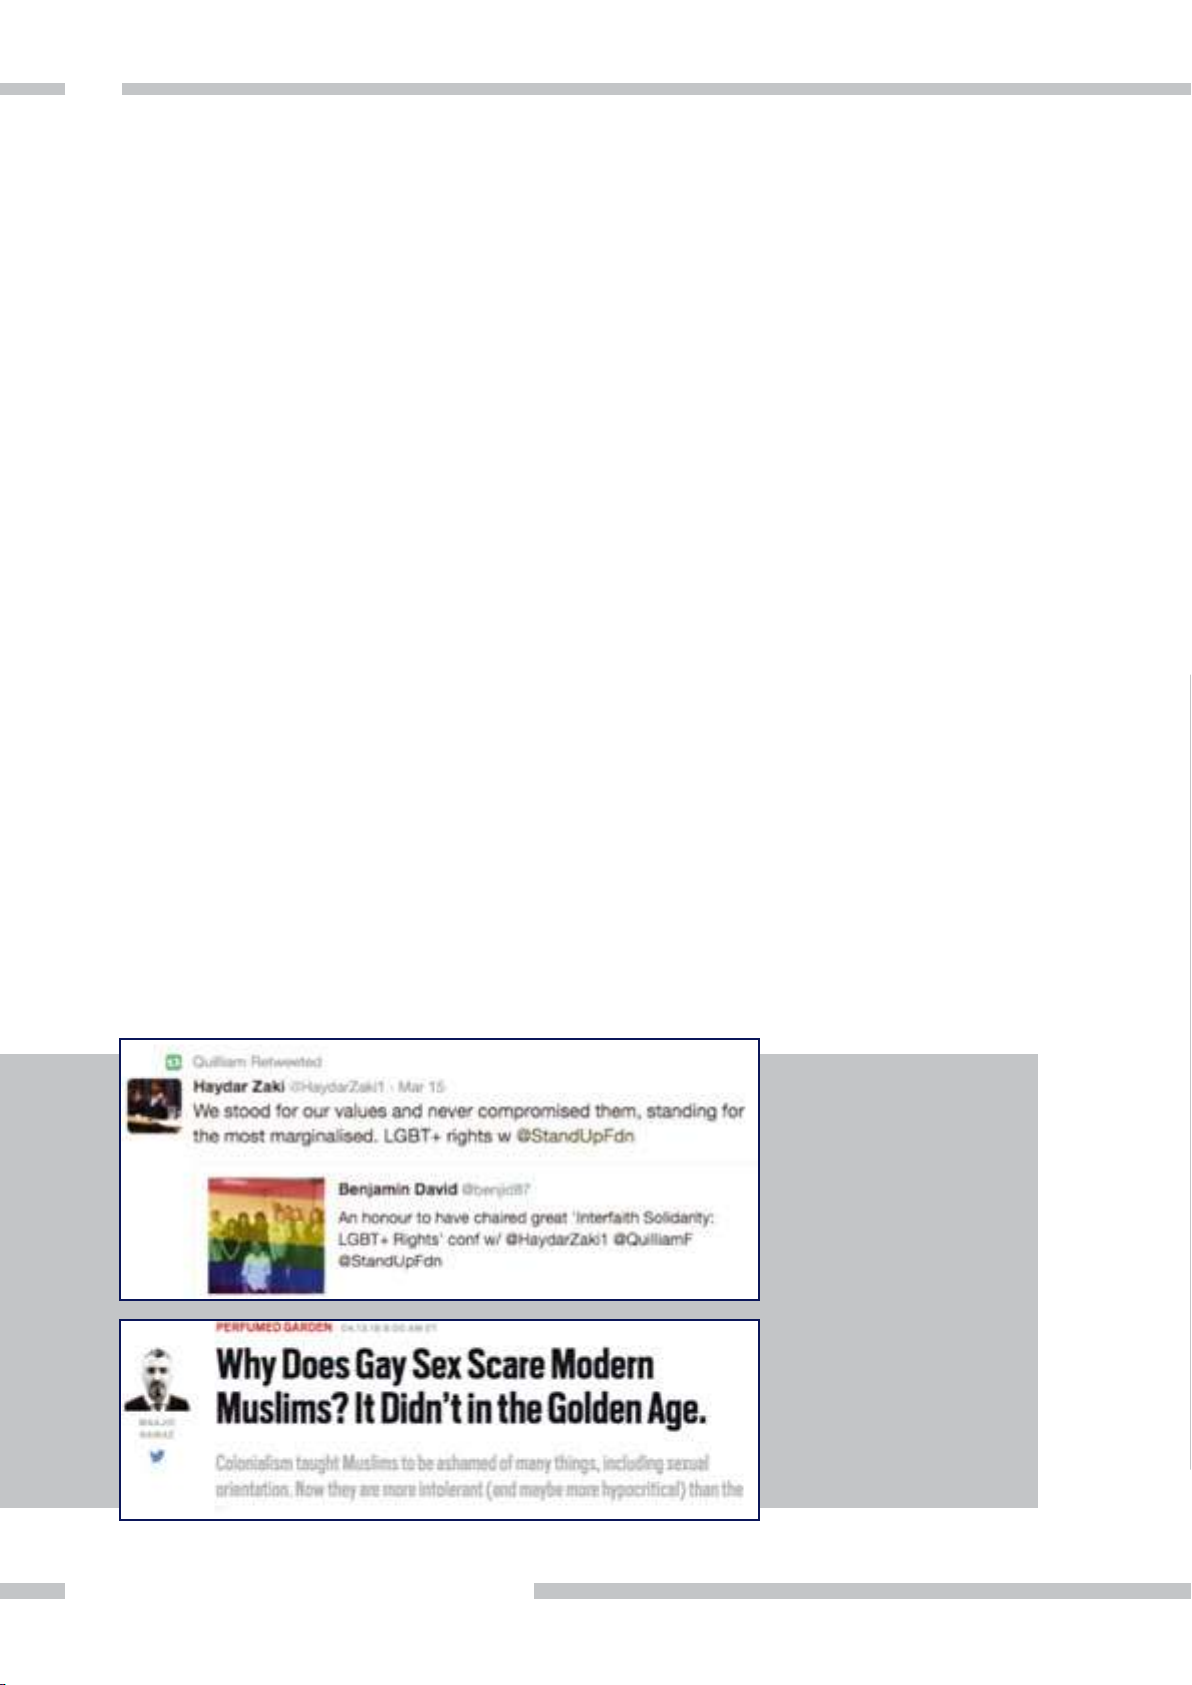 Quilliam Retweeted
Haydar Zaki @HaydarZaki1 · Mar 15
We stood for our values and never compromised them, standing for
the most marginalised. LGBT+ rights w @StandUpFdn
Benjamin David @benjid87
An honour to have chaired great 'Interfaith Solidarity:
LGBT+ Rights' conf w/ @HaydarZaki1 @QuilliamF
@StandUpFdn
PERFUMED GARDEN
Why Does Gay Sex Scare Modern
Muslims? It Didn't in the Golden Age.
MAAJID
NAWAZ
Colonialism taught Muslims to be ashamed of many things, including sexual
orientation. Now they are more intolerant (and maybe more hypocritical) than the